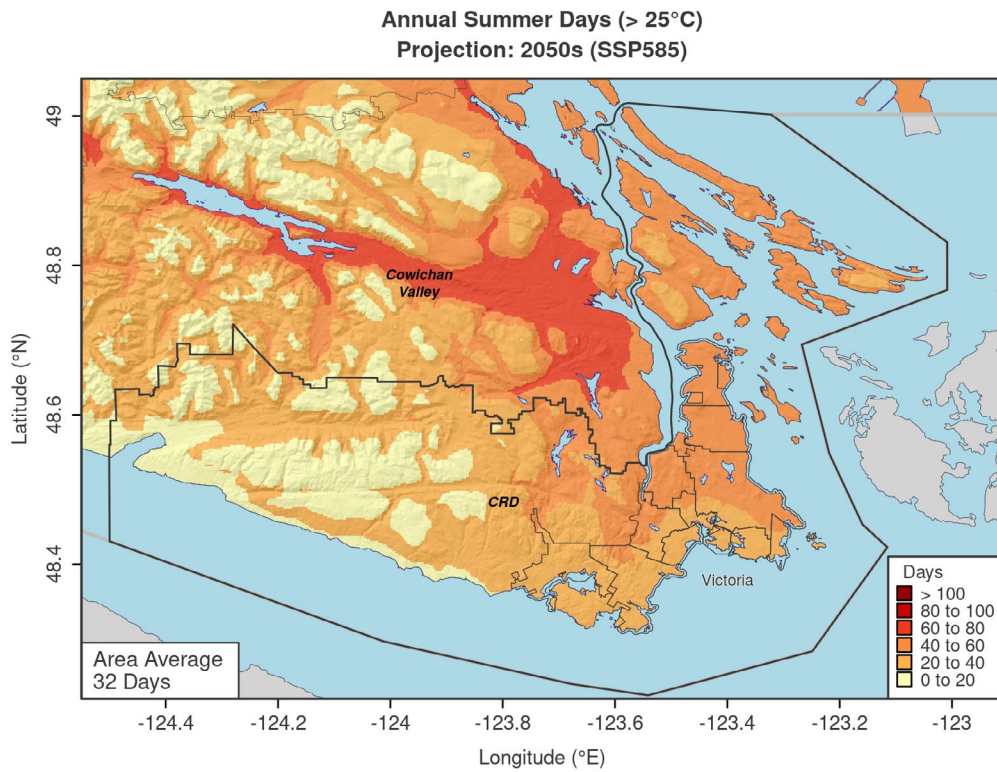 Annual Summer Days (> 25°C)
Projection: 2050s (SSP585)
Latitude (°N)
49
48.8
48.6
48.4
Cowichan
Valley
CRD
Victoria
Days
> 100
80 to 100
60 to 80
40 to 60
20 to 40
0 to 20
Area Average
32 Days
-124.4
-124.2
-124
-123.8
-123.6
-123.4
-123.2
-123
Longitude (°E)